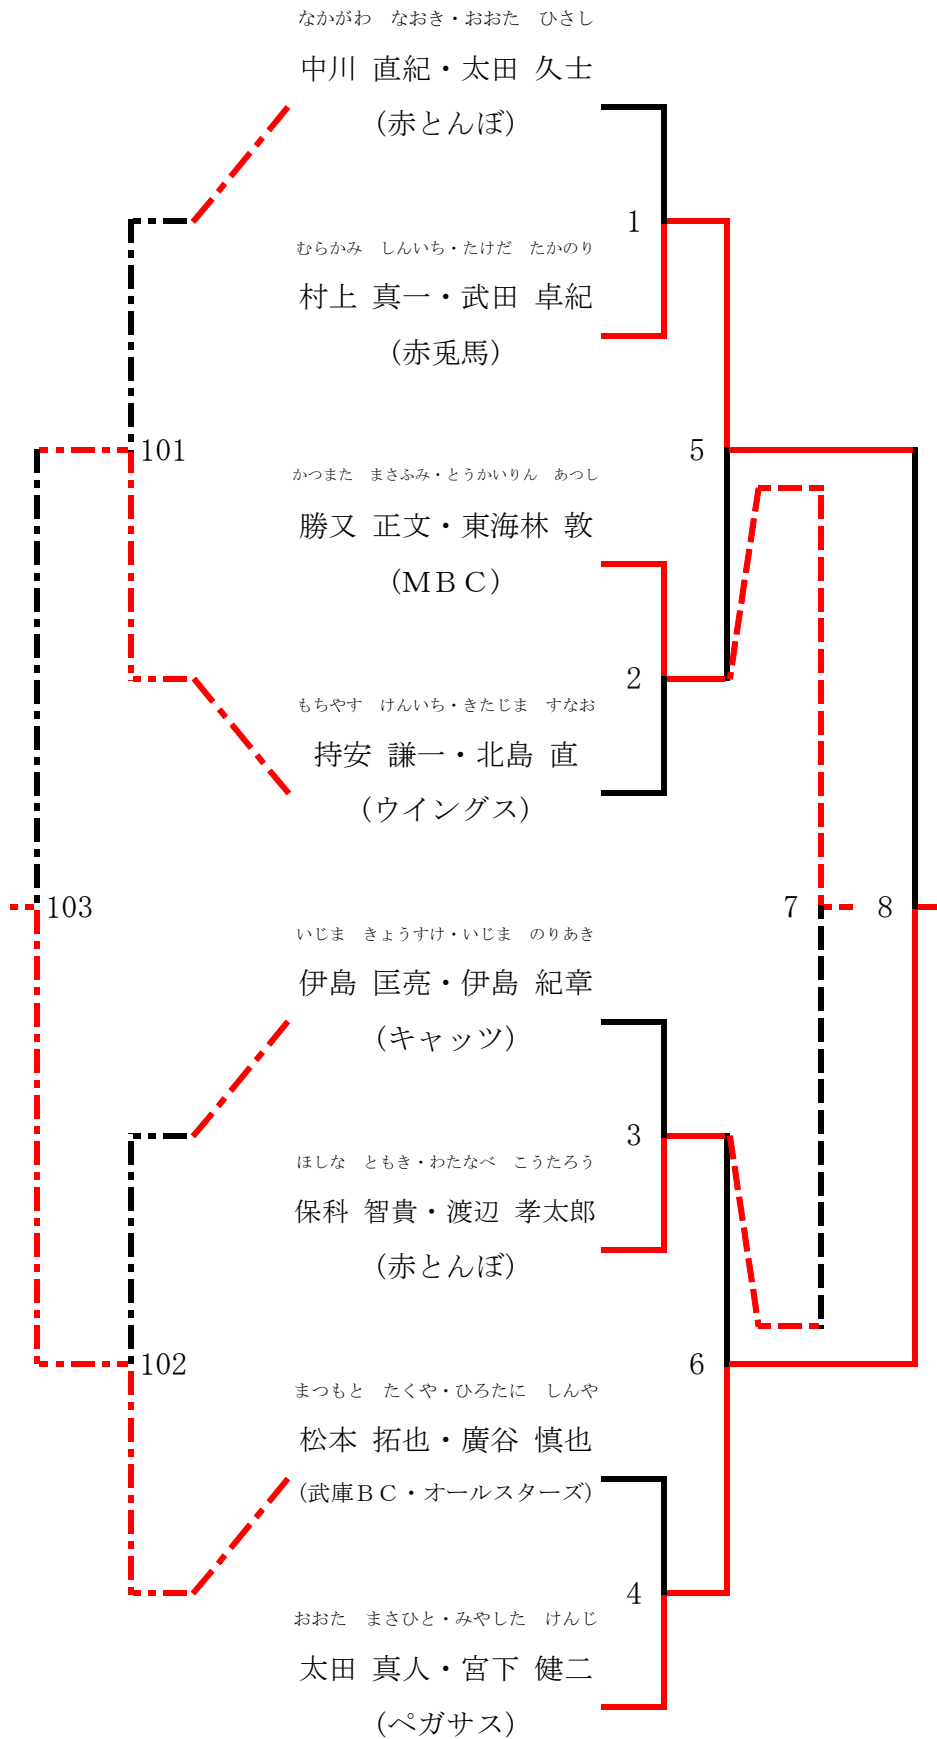 なかがわ　なおき・おおた　ひさし
中川 直紀・太田 久士
(赤とんぼ)
1
むらかみ　しんいち・たけだ　たかのり
村上 真一・武田 卓紀
(赤兎馬)
101
5
かつまた　まさふみ・とうかいりん　あつし
勝又 正文・東海林 敦
(ＭＢＣ)
2
もちやす　けんいち・きたじま　すなお
持安 謙一・北島 直
(ウイングス)
103
7
8
いじま　きょうすけ・いじま　のりあき
伊島 匡亮・伊島 紀章
(キャッツ)
3
ほしな　ともき・わたなべ　こうたろう
保科 智貴・渡辺 孝太郎
(赤とんぼ)
102
6
まつもと　たくや・ひろたに　しんや
松本 拓也・廣谷 慎也
(武庫ＢＣ・オールスターズ)
4
おおた　まさひと・みやした　けんじ
太田 真人・宮下 健二
(ペガサス)